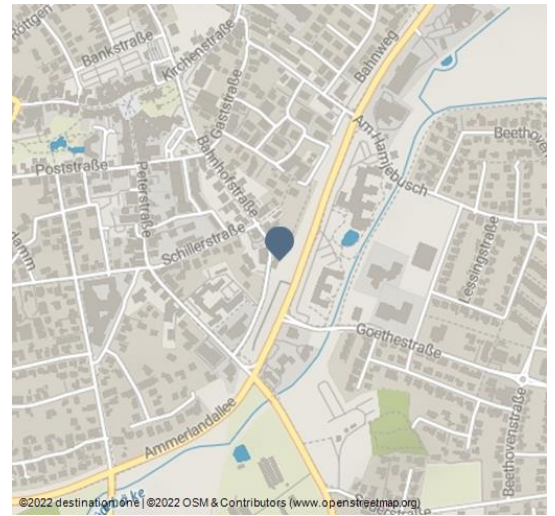 Röttgen
Bankstraße
Kirchenstraße
Gaststraße
Bahnweg
Am-Hamjebusch
Poststraße
Peterstraße
Bahnhofstraße
Schillerstraße
Lessingstraße
Goethestraße
Beethovenstraße
Ammerlandallee
©2022 destination.one | ©2022 OSM & Contributors (www.openstreetmap.org)